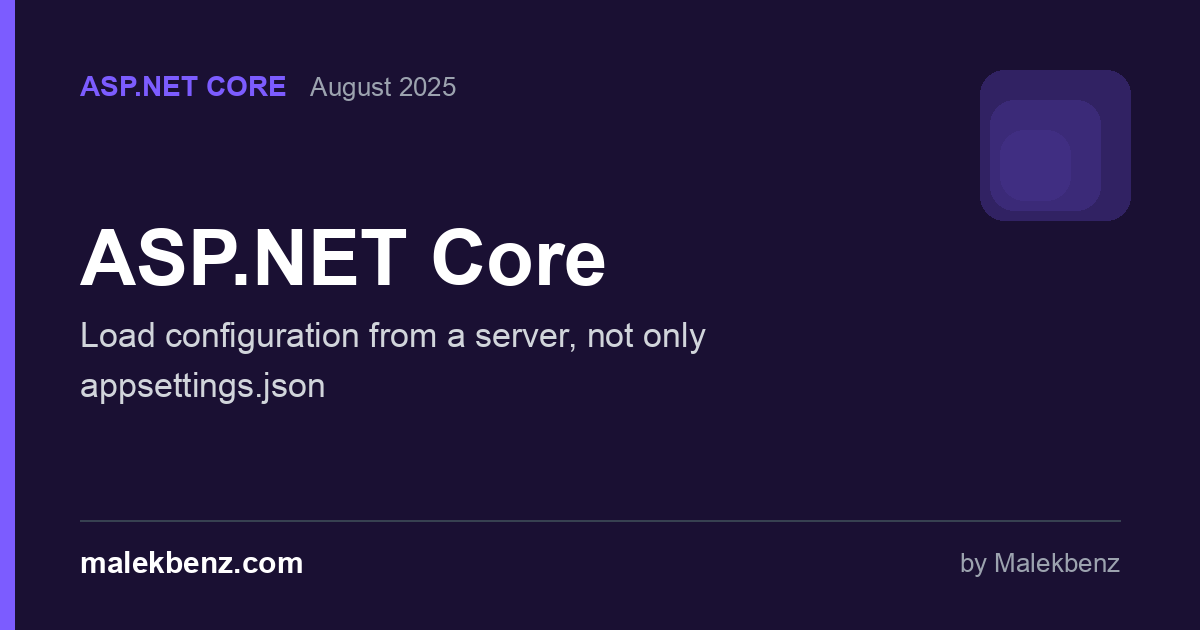 ASP.NET CORE August 2025
ASP.NET Core
Load configuration from a server, not only
appsettings.json
malekbenz.com
by Malekbenz